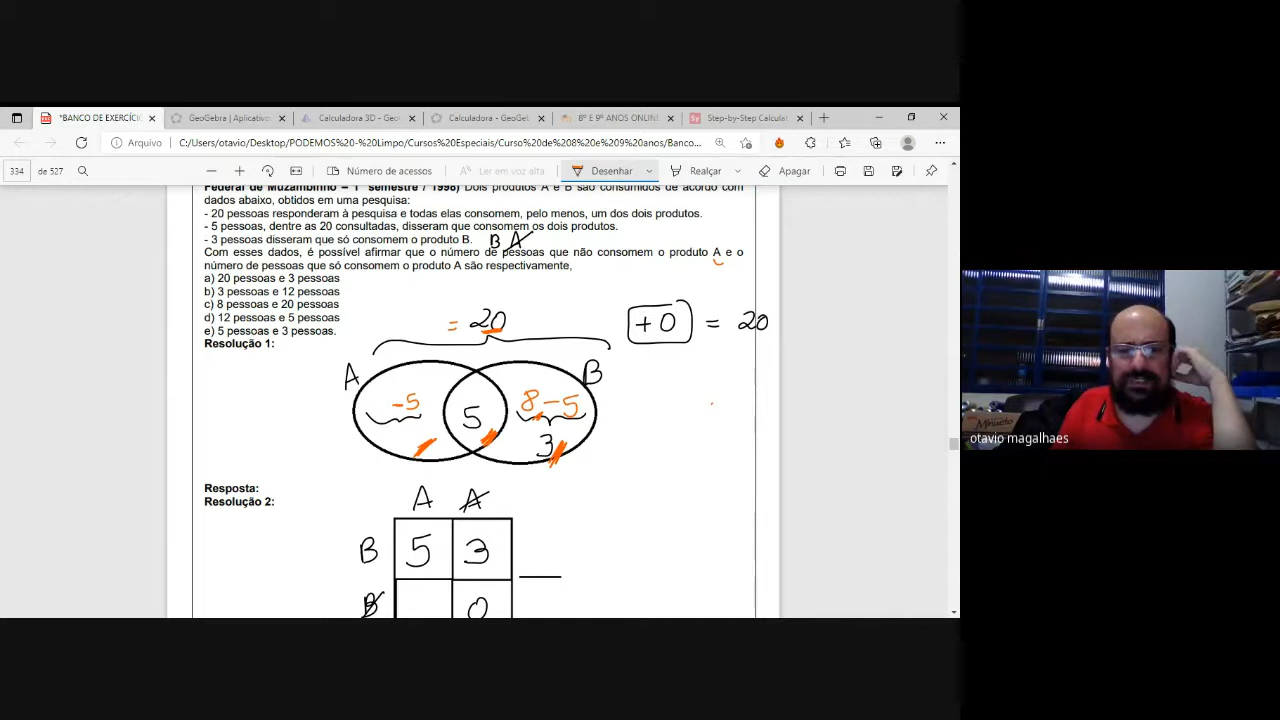 *BANCO DE EXERCÍCI
GeoGebra | Aplicativo
Calculadora 3D - Geo
Calculadora - GeoGeb
8º E 9º ANOS ONLINE
Step-by-Step Calculat
Arquivo
C:/Users/otavio/Desktop/PODEMOS%20-%20Limpo/Cursos%20Especiais/Curso%20de%208%20e%209%20anos/Banco...
334
de 527
Número de acessos
Ler em voz alta
Desenhar
Realçar
Apagar
Federal de Muzambinho – 1º semestre / 1998) Dois produtos A e B são consumidos de acordo com
dados abaixo, obtidos em uma pesquisa:
- 20 pessoas responderam à pesquisa e todas elas consomem, pelo menos, um dos dois produtos.
- 5 pessoas, dentre as 20 consultadas, disseram que consomem os dois produtos.
- 3 pessoas disseram que só consomem o produto B.
B A
Com esses dados, é possível afirmar que o número de pessoas que não consomem o produto A e o
número de pessoas que só consomem o produto A são respectivamente,
a) 20 pessoas e 3 pessoas
b) 3 pessoas e 12 pessoas
c) 8 pessoas e 20 pessoas
d) 12 pessoas e 5 pessoas
e) 5 pessoas e 3 pessoas.
= 20
+0 = 20
Resolução 1:
A
B
-5
5
8-5
3
Resposta:
Resolução 2:
A A
B 5 3
B 0
otavio magalhaes